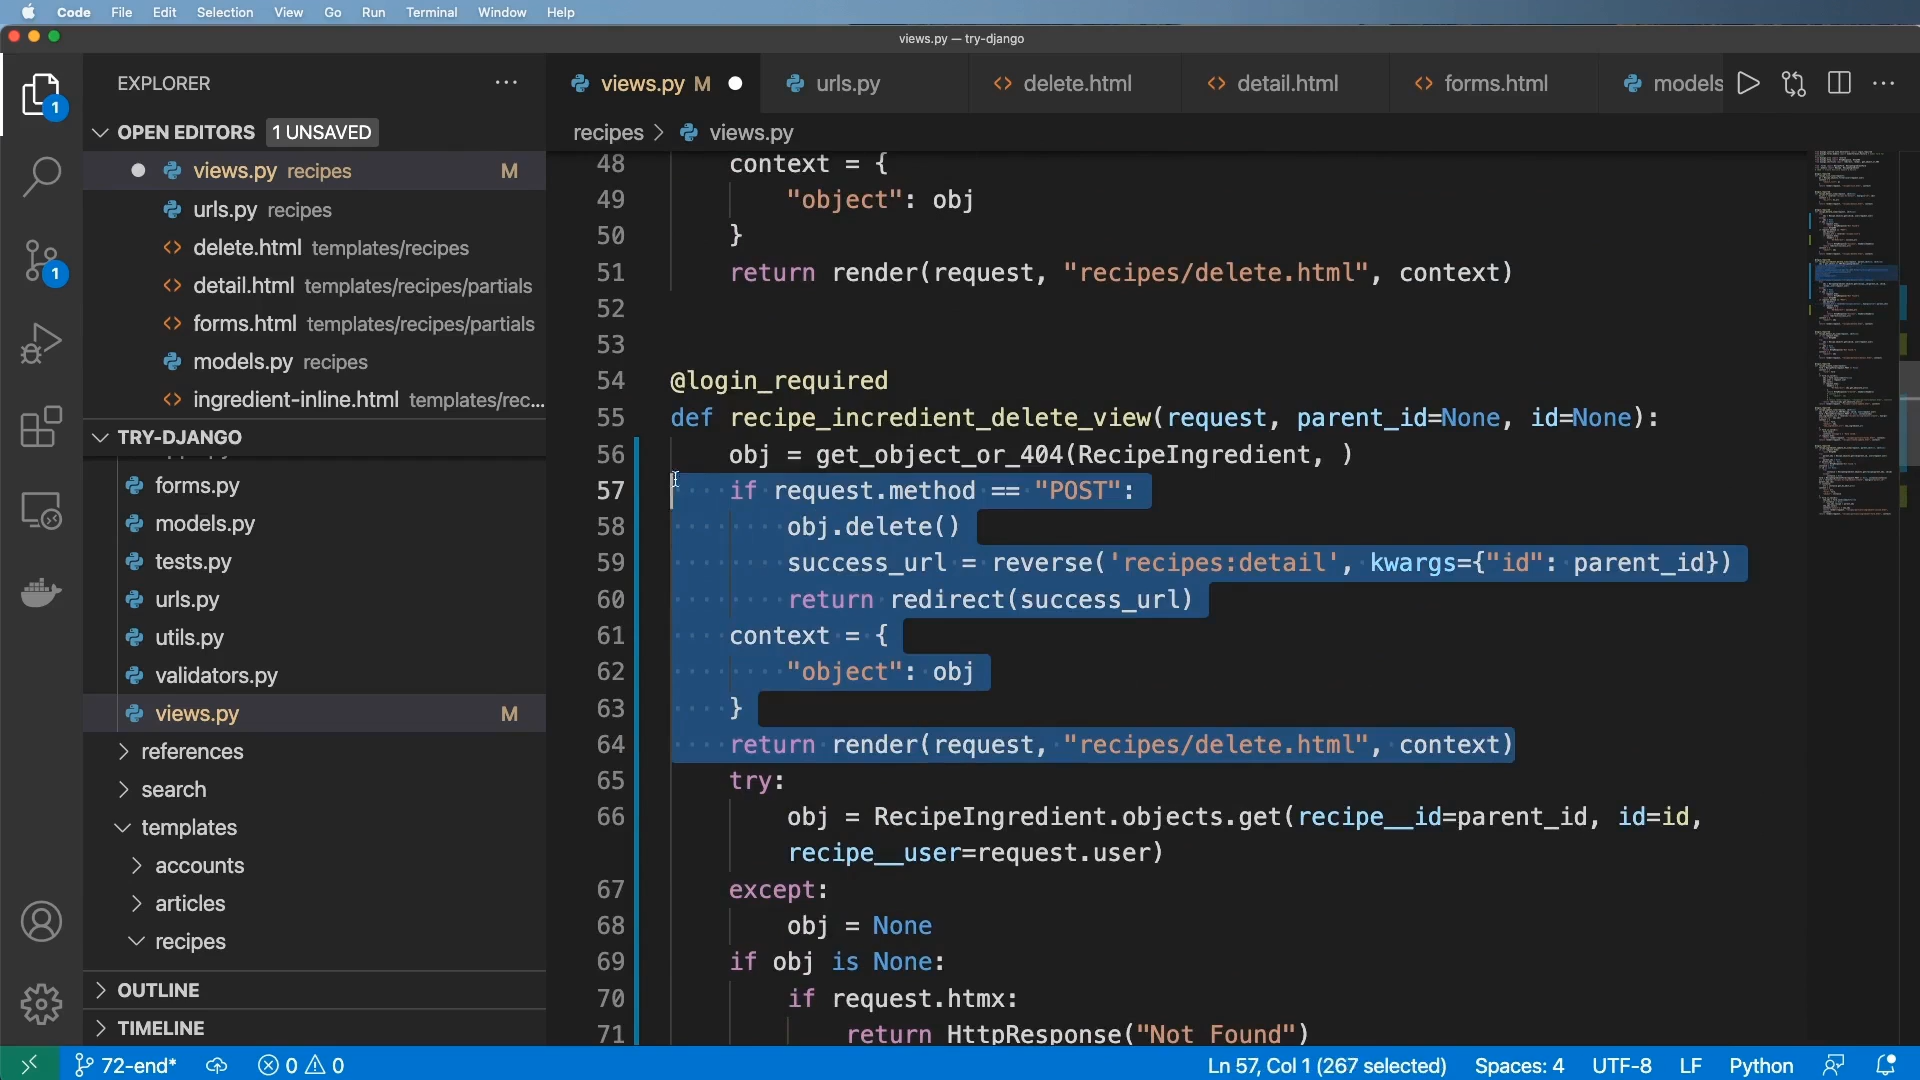 Code File Edit Selection View Go Run Terminal Window Help
views.py — try-django
EXPLORER
views.py M
urls.py
delete.html
detail.html
forms.html
models
OPEN EDITORS 1 UNSAVED
recipes > views.py
views.py recipes M
urls.py recipes
delete.html templates/recipes
detail.html templates/recipes/partials
forms.html templates/recipes/partials
models.py recipes
ingredient-inline.html templates/rec...
TRY-DJANGO
forms.py
models.py
tests.py
urls.py
utils.py
validators.py
views.py M
references
search
templates
accounts
articles
recipes
OUTLINE
TIMELINE
48 context = {
49 "object": obj
50 }
51 return render(request, "recipes/delete.html", context)
52
53
54 @login_required
55 def recipe_incredient_delete_view(request, parent_id=None, id=None):
56 obj = get_object_or_404(RecipeIngredient, )
57 if request.method == "POST":
58 obj.delete()
59 success_url = reverse('recipes:detail', kwargs={"id": parent_id})
60 return redirect(success_url)
61 context = {
62 "object": obj
63 }
64 return render(request, "recipes/delete.html", context)
65 try:
66 obj = RecipeIngredient.objects.get(recipe__id=parent_id, id=id,
recipe__user=request.user)
67 except:
68 obj = None
69 if obj is None:
70 if request.htmx:
71 return HttpResponse("Not Found")
1
1
72-end* 0 0 Ln 57, Col 1 (267 selected) Spaces: 4 UTF-8 LF Python